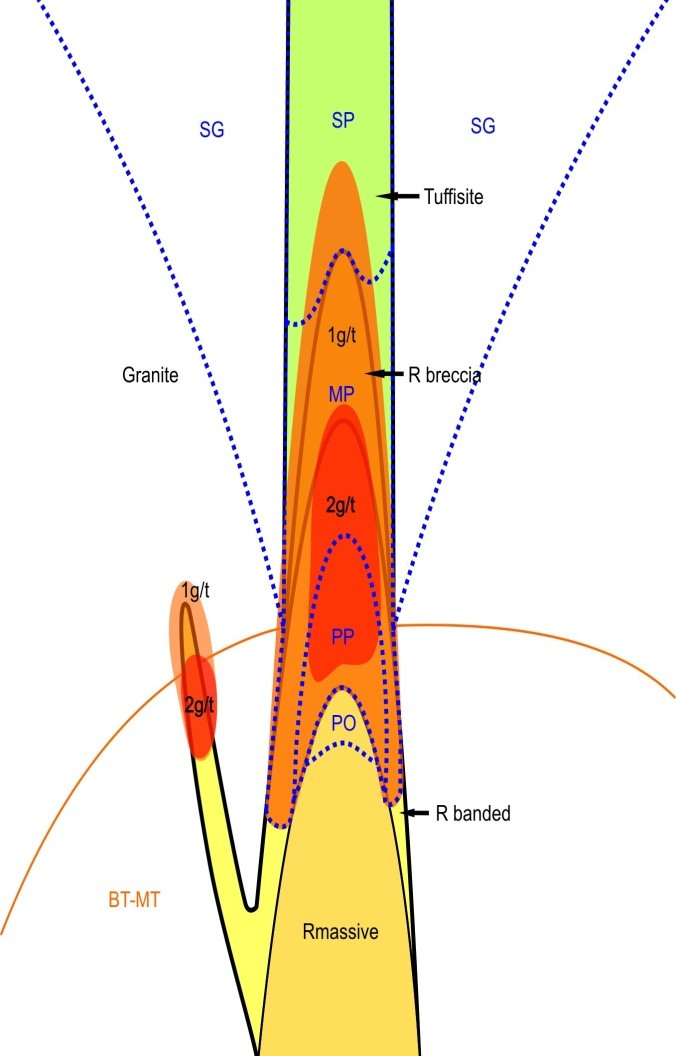 SG
SP
SG
Tuffisite
1g/t
Granite
R breccia
MP
2g/t
1g/t
PP
2g/t
PO
R banded
BT-MT
Rmassive